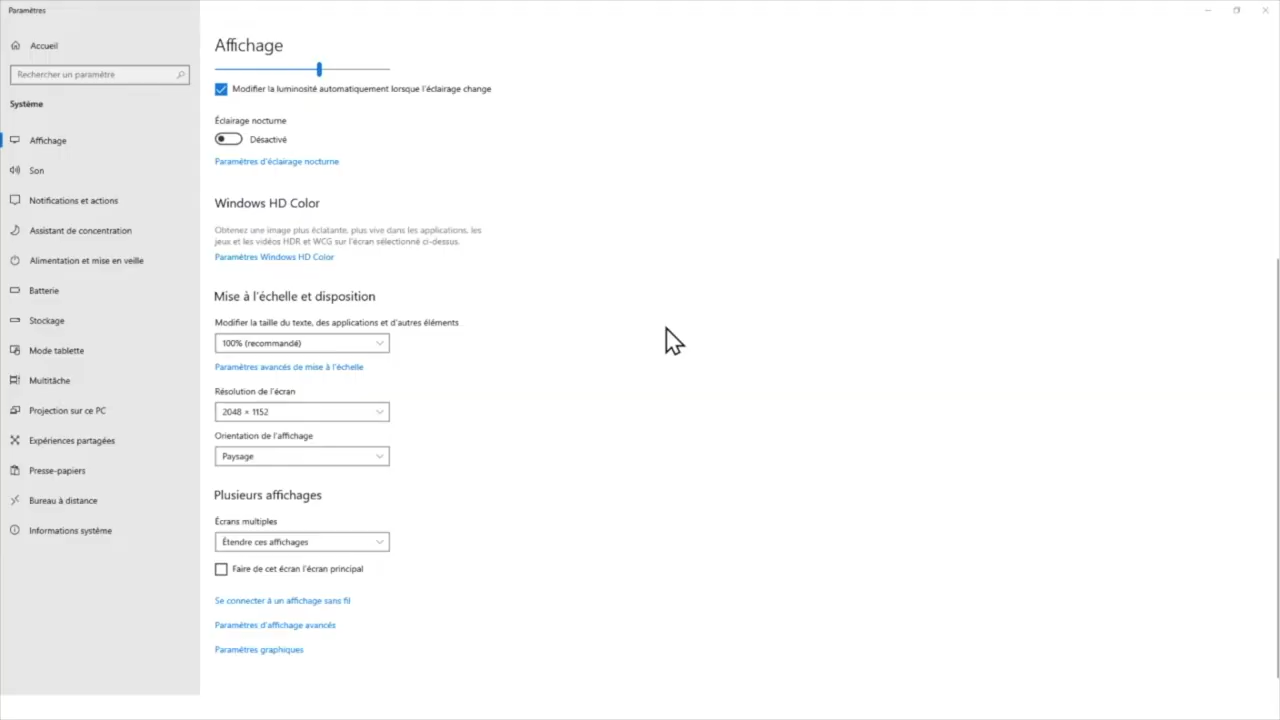 Paramètres
Accueil
Rechercher un paramètre
Système
Affichage
Son
Notifications et actions
Assistant de concentration
Alimentation et mise en veille
Batterie
Stockage
Mode tablette
Multitâche
Projection sur ce PC
Expériences partagées
Presse-papiers
Bureau à distance
Informations système
Affichage
Modifier la luminosité automatiquement lorsque l'éclairage change
Éclairage nocturne
Désactivé
Paramètres d'éclairage nocturne
Windows HD Color
Obtenez une image plus éclatante, plus vive dans les applications, les
jeux et les vidéos HDR et WCG sur l'écran sélectionné ci-dessus.
Paramètres Windows HD Color
Mise à l'échelle et disposition
Modifier la taille du texte, des applications et d'autres éléments
100% (recommandé)
Paramètres avancés de mise à l'échelle
Résolution de l'écran
2048 × 1152
Orientation de l'affichage
Paysage
Plusieurs affichages
Écrans multiples
Étendre ces affichages
Faire de cet écran l'écran principal
Se connecter à un affichage sans fil
Paramètres d'affichage avancés
Paramètres graphiques